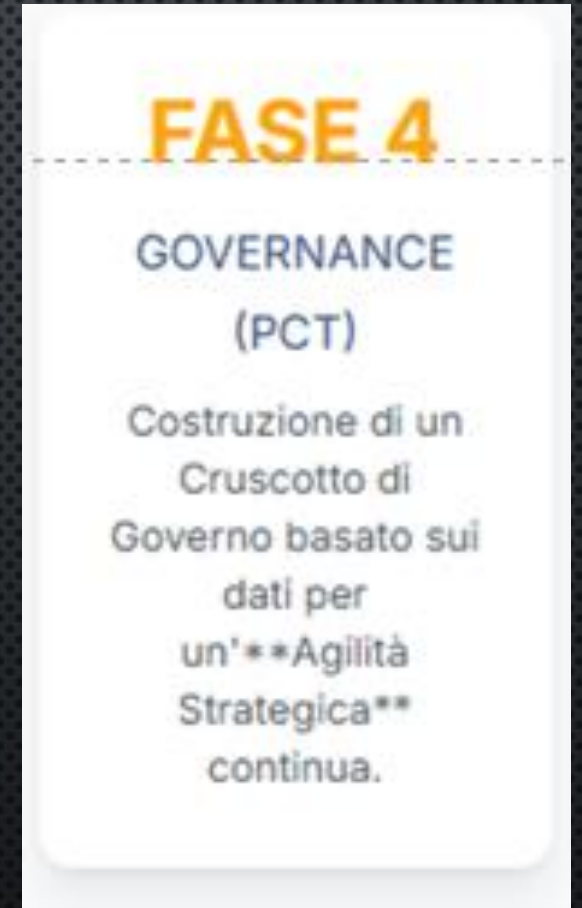 FASE 4
GOVERNANCE
(PCT)
Costruzione di un
Cruscotto di
Governo basato sui
dati per
un'**Agilità
Strategica**
continua.